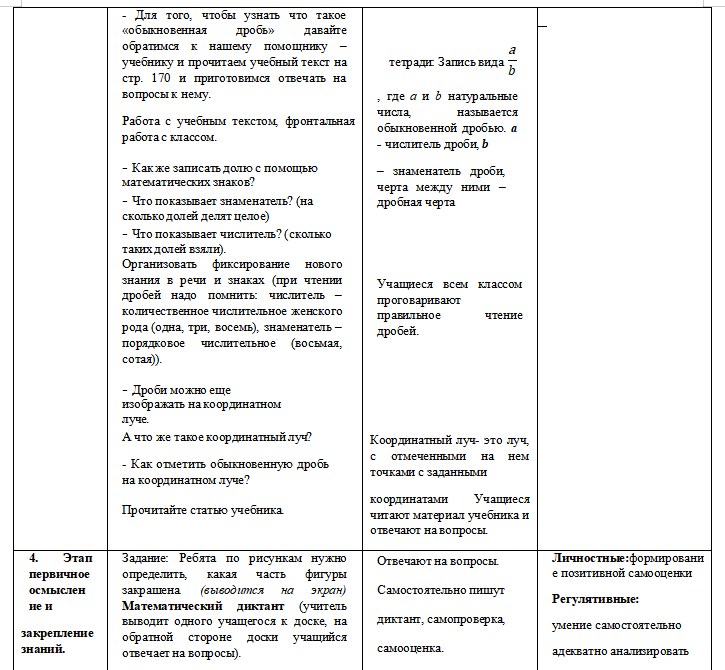 - Для того, чтобы узнать что такое
«обыкновенная дробь» давайте
обратимся к нашему помощнику –
учебнику и прочитаем учебный текст на
стр. 170 и приготовимся отвечать на
вопросы к нему.
Работа с учебным текстом, фронтальная
работа с классом.
- Как же записать долю с помощью
математических знаков?
- Что показывает знаменатель? (на
сколько долей делят целое)
- Что показывает числитель? (сколько
таких долей взяли).
Организовать фиксирование нового
знания в речи и знаках (при чтении
дробей надо помнить: числитель –
количественное числительное женского
рода (одна, три, восемь), знаменатель –
порядковое числительное (восьмая,
сотая)).
- Дроби можно еще
изображать на координатном
луче.
А что же такое координатный луч?
- Как отметить обыкновенную дробь
на координатном луче?
Прочитайте статью учебника.
тетради: Запись вида a/b
, где a и b натуральные
числа, называется
обыкновенной дробью. a
- числитель дроби, b
– знаменатель дроби,
черта между ними –
дробная черта
Учащиеся всем классом
проговаривают
правильное чтение
дробей.
Координатный луч- это луч,
с отмеченными на нем
точками с заданными
координатами Учащиеся
читают материал учебника и
отвечают на вопросы.
–
4. Этап
первичное
осмыслен
ие и
закрепление
знаний.
Задание: Ребята по рисункам нужно
определить, какая часть фигуры
закрашена (выводится на экран)
Математический диктант (учитель
выводит одного учащегося к доске, на
обратной стороне доски учащийся
отвечает на вопросы).
Отвечают на вопросы.
Самостоятельно пишут
диктант, самопроверка,
самооценка.
Личностные:формировани
е позитивной самооценки
Регулятивные:
умение самостоятельно
адекватно анализировать